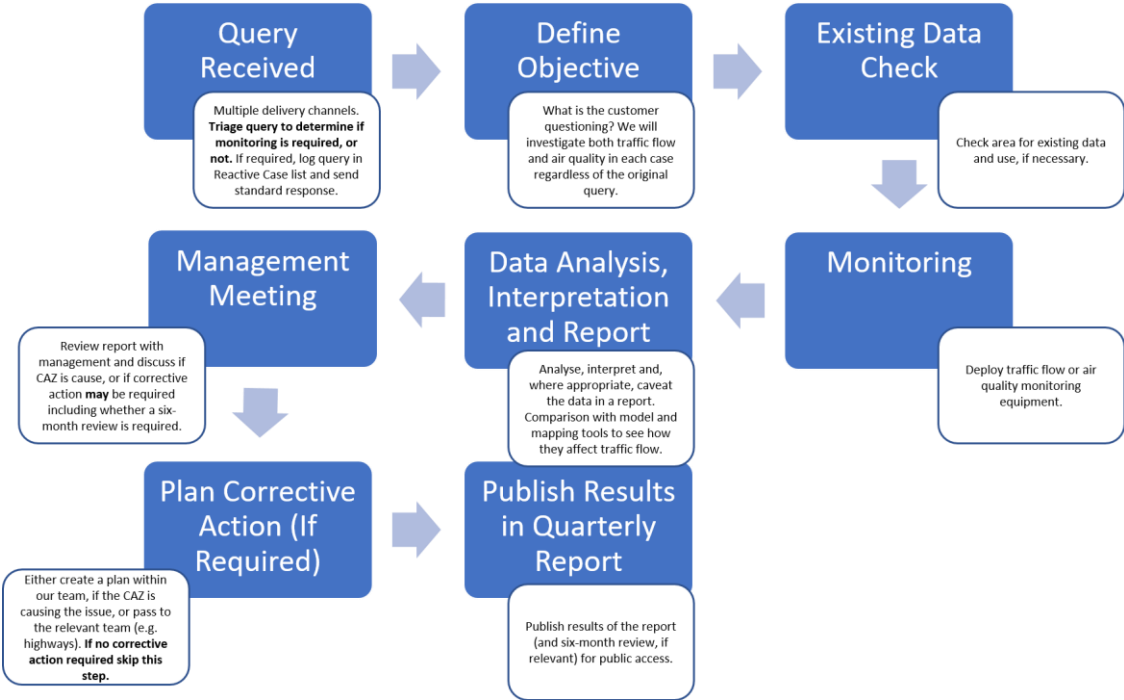 Query
Received
Multiple delivery channels.
Triage query to determine if
monitoring is required, or
not. If required, log query in
Reactive Case list and send
standard response.
Define
Objective
What is the customer
questioning? We will
investigate both traffic flow
and air quality in each case
regardless of the original
query.
Existing Data
Check
Check area for existing data
and use, if necessary.
Monitoring
Deploy traffic flow or air
quality monitoring
equipment.
Data Analysis,
Interpretation
and Report
Analyse, interpret and,
where appropriate, caveat
the data in a report.
Comparison with model and
mapping tools to see how
they affect traffic flow.
Management
Meeting
Review report with
management and discuss if
CAZ is cause, or if corrective
action may be required
including whether a six-
month review is required.
Plan Corrective
Action (If
Required)
Either create a plan within
our team, if the CAZ is
causing the issue, or pass to
the relevant team (e.g.
highways). If no corrective
action required skip this
step.
Publish Results
in Quarterly
Report
Publish results of the report
(and six-month review, if
relevant) for public access.